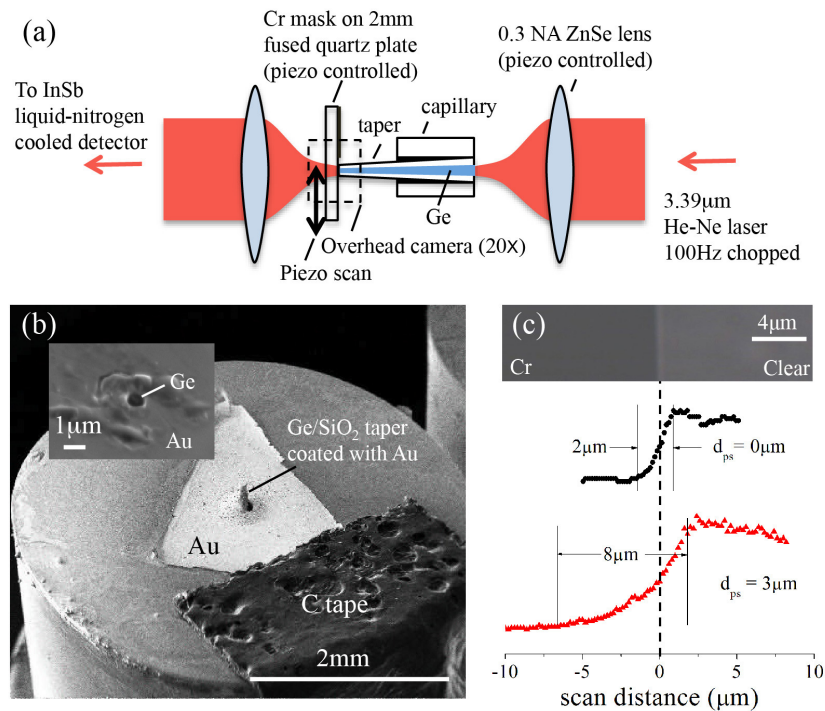 (a)
Cr mask on 2mm
fused quartz plate
(piezo controlled)
0.3 NA ZnSe lens
(piezo controlled)
To InSb
liquid-nitrogen
cooled detector
taper
capillary
Ge
3.39µm
He-Ne laser
100Hz chopped
Overhead camera (20X)
Piezo scan
(b)
Ge
1µm
Au
Ge/SiO2 taper
coated with Au
Au
C tape
2mm
(c)
4µm
Cr
Clear
2µm
dps = 0µm
8µm
dps = 3µm
-10 -5 0 5 10
scan distance (µm)